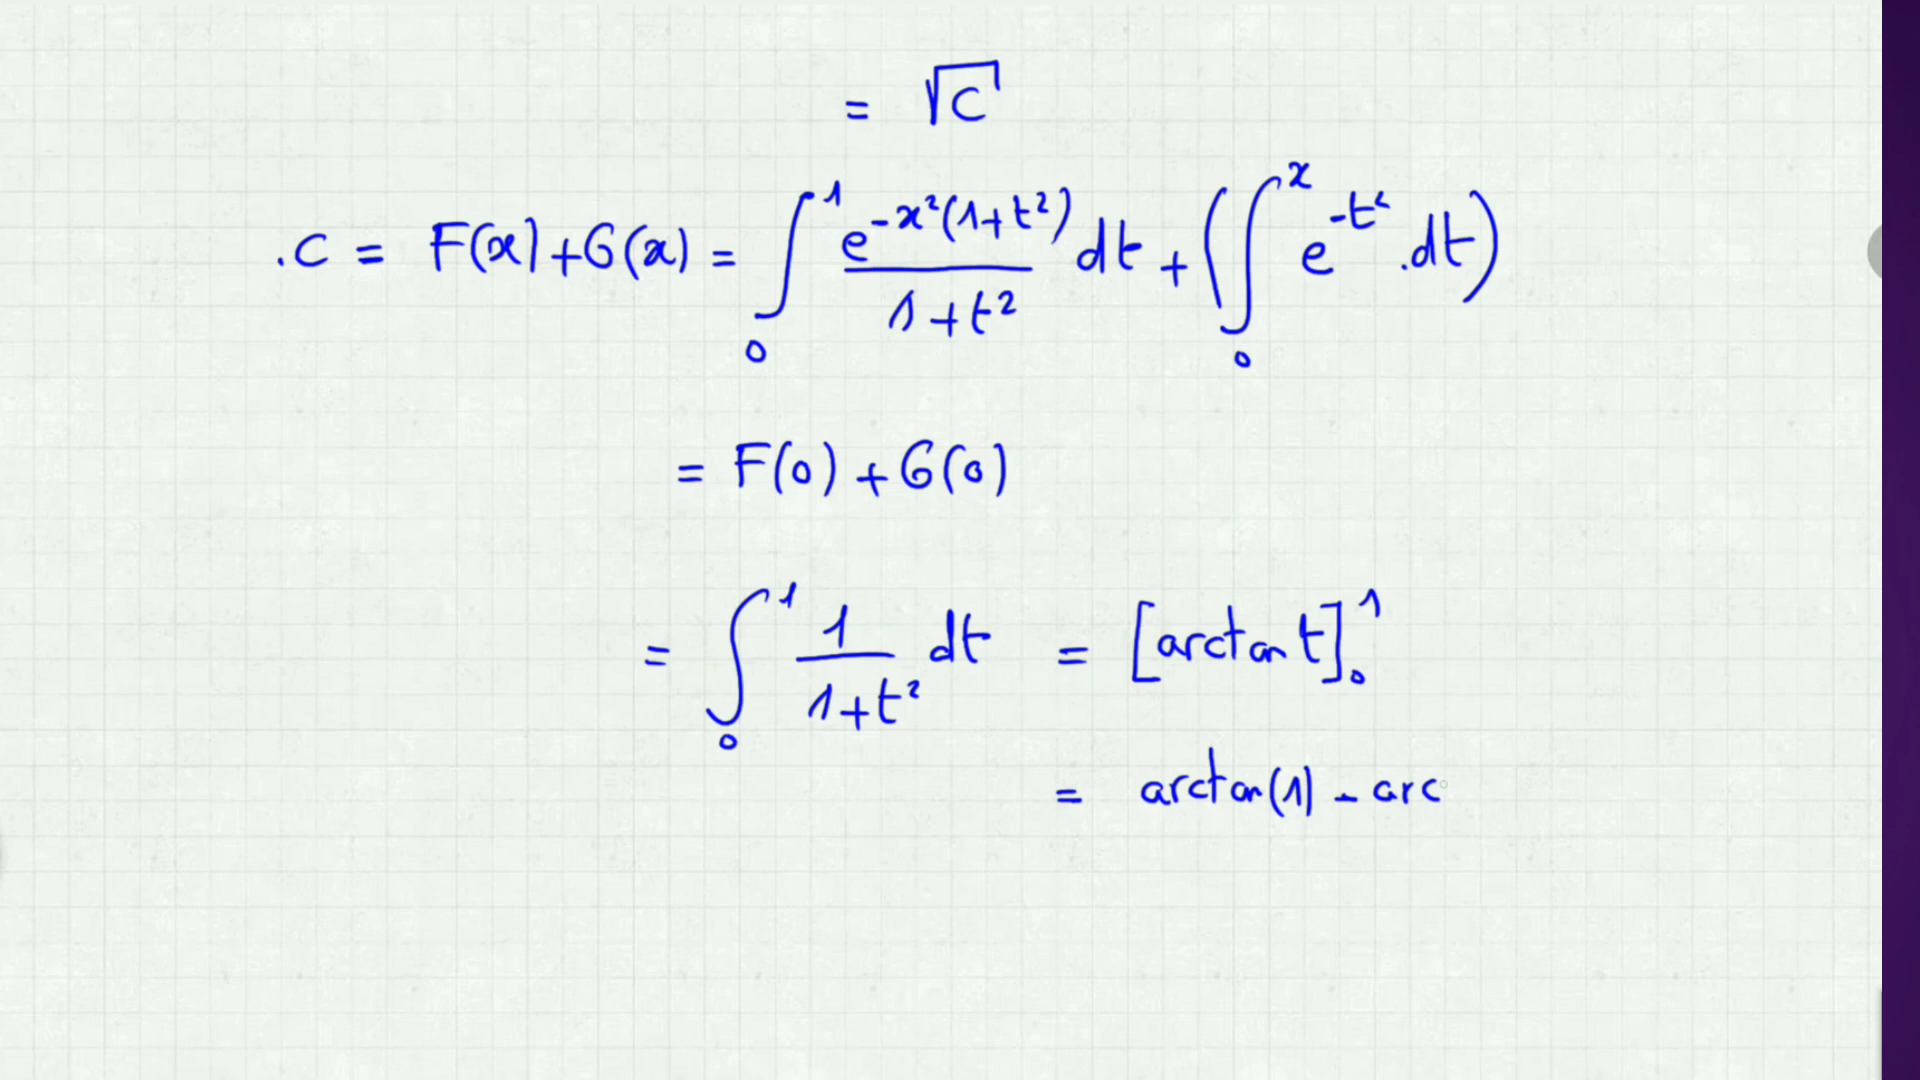 = √C
. C = F(x) + G(x) = ∫₀¹ e^{-x²(1+t²)}/(1+t²) dt + (∫₀ˣ e^{-t²} .dt)
= F(0) + G(0)
= ∫₀¹ 1/(1+t²) dt = [arctan t]₀¹
= arctan(1) - arc